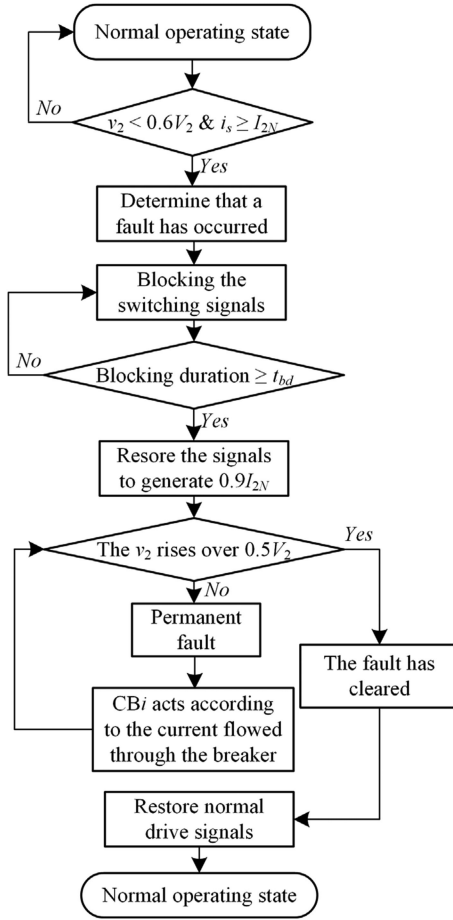 Normal operating state
No
v₂ < 0.6V₂ & iₛ ≥ I₂N
Yes
Determine that a
fault has occurred
Blocking the
switching signals
No
Blocking duration ≥ tbd
Yes
Resore the signals
to generate 0.9I₂N
The v₂ rises over 0.5V₂
Yes
No
Permanent
fault
The fault has
cleared
CBi acts according
to the current flowed
through the breaker
Restore normal
drive signals
Normal operating state